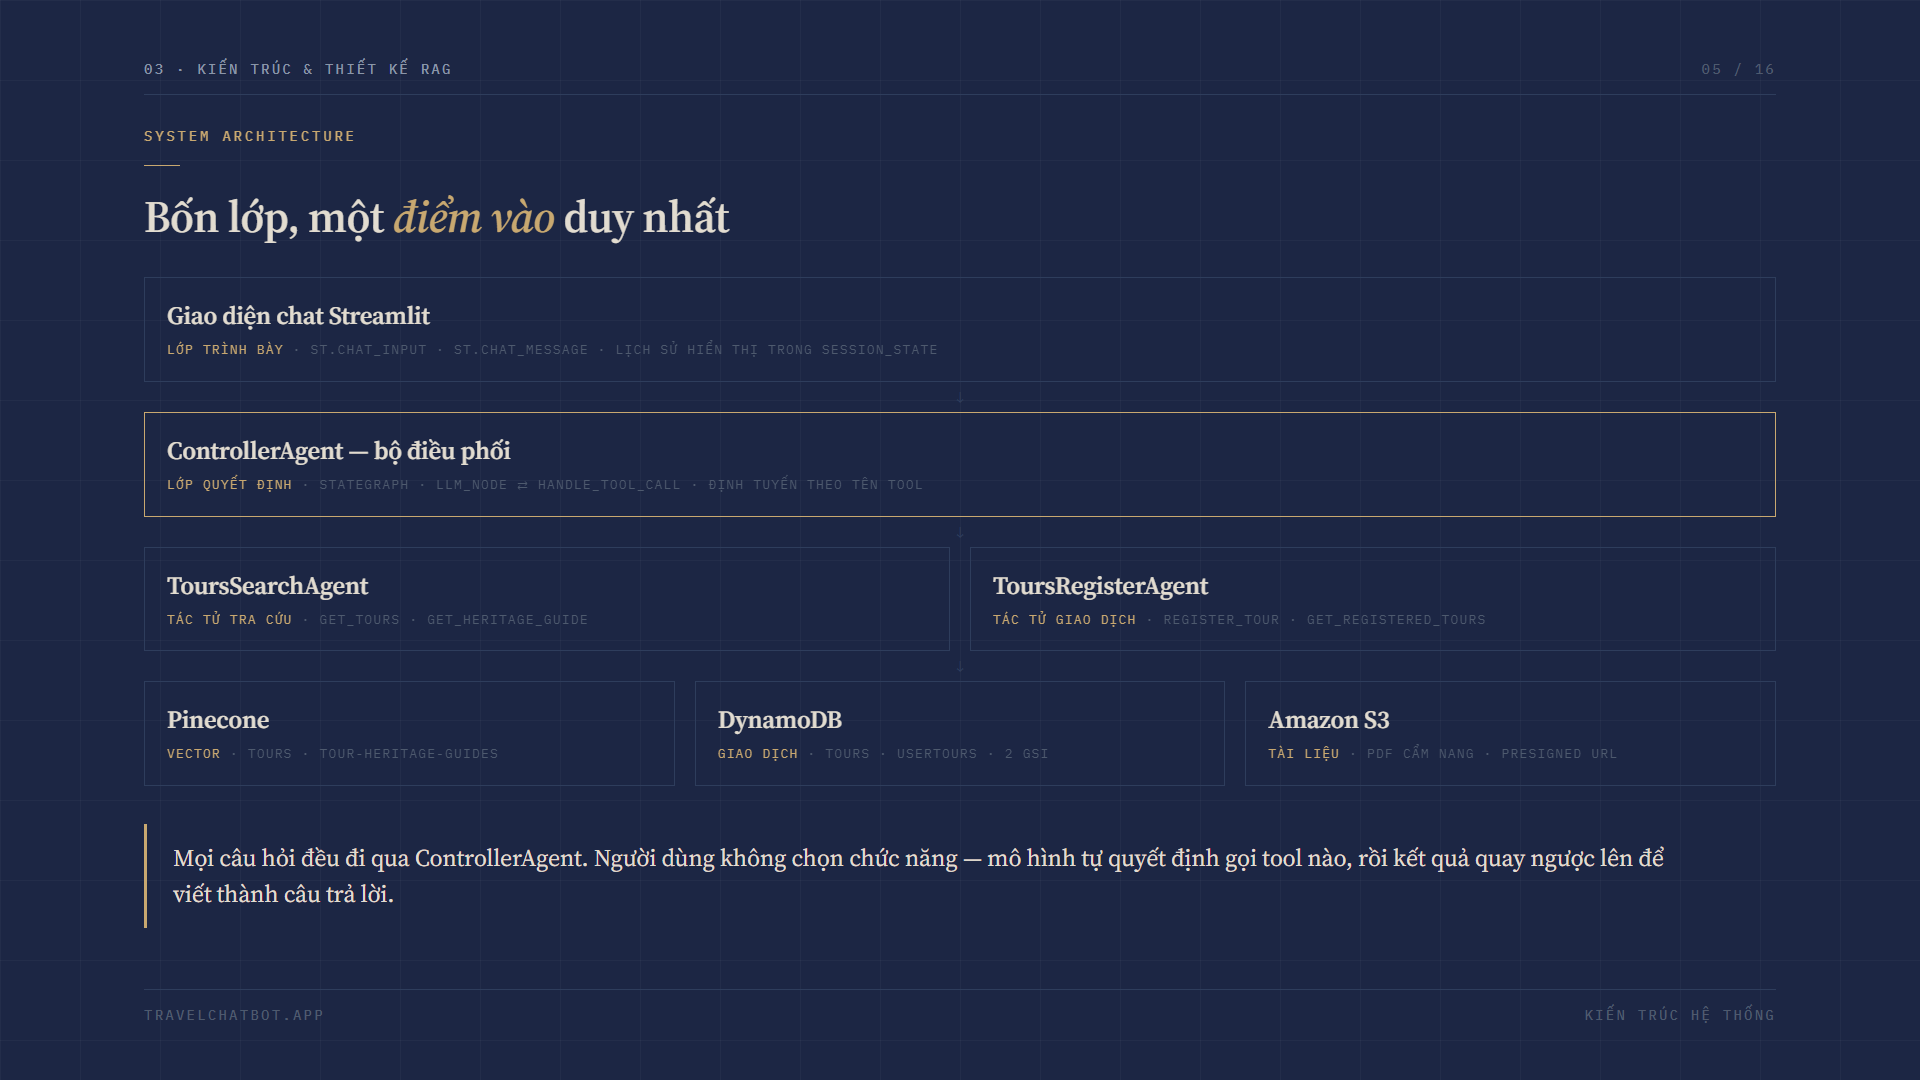 03 · KIẾN TRÚC & THIẾT KẾ RAG
05 / 16
SYSTEM ARCHITECTURE
Bốn lớp, một điểm vào duy nhất
Giao diện chat Streamlit
LỚP TRÌNH BÀY · ST.CHAT_INPUT · ST.CHAT_MESSAGE · LỊCH SỬ HIỂN THỊ TRONG SESSION_STATE
↓
ControllerAgent — bộ điều phối
LỚP QUYẾT ĐỊNH · STATEGRAPH · LLM_NODE ⇄ HANDLE_TOOL_CALL · ĐỊNH TUYẾN THEO TÊN TOOL
↓
ToursSearchAgent
TÁC TỬ TRA CỨU · GET_TOURS · GET_HERITAGE_GUIDE
ToursRegisterAgent
TÁC TỬ GIAO DỊCH · REGISTER_TOUR · GET_REGISTERED_TOURS
↓
Pinecone
VECTOR · TOURS · TOUR-HERITAGE-GUIDES
DynamoDB
GIAO DỊCH · TOURS · USERTOURS · 2 GSI
Amazon S3
TÀI LIỆU · PDF CẨM NANG · PRESIGNED URL
Mọi câu hỏi đều đi qua ControllerAgent. Người dùng không chọn chức năng — mô hình tự quyết định gọi tool nào, rồi kết quả quay ngược lên để
viết thành câu trả lời.
TRAVELCHATBOT.APP
KIẾN TRÚC HỆ THỐNG